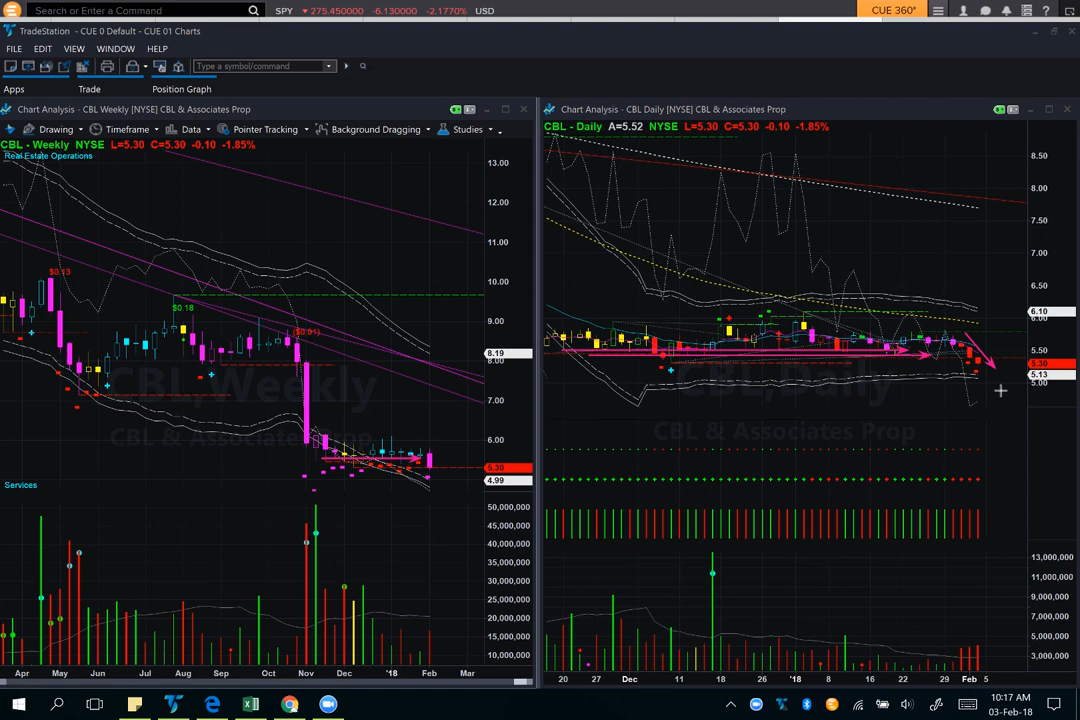 Search or Enter a Command
SPY ▼ 275.450000 -6.130000 -2.1770% USD
CUE 360°
TradeStation - CUE 0 Default - CUE 01 Charts
FILE EDIT VIEW WINDOW HELP
Type a symbol/command
Apps Trade Position Graph
Chart Analysis - CBL Weekly [NYSE] CBL & Associates Prop
Drawing Timeframe Data Pointer Tracking Background Dragging Studies
CBL - Weekly NYSE L=5.30 C=5.30 -0.10 -1.85%
Real Estate Operations
13.00
12.00
11.00
10.00
$0.13
$0.18
9.00
($0.01)
8.19
CBL,Weekly
7.00
CBL & Associates Prop
6.00
5.30
4.99
Services
50,000,000
45,000,000
40,000,000
35,000,000
30,000,000
25,000,000
20,000,000
15,000,000
10,000,000
Apr May Jun Jul Aug Sep Oct Nov Dec '18 Feb Mar
Chart Analysis - CBL Daily [NYSE] CBL & Associates Prop
CBL - Daily A=5.52 NYSE L=5.30 C=5.30 -0.10 -1.85%
8.50
8.00
7.50
7.00
6.50
6.10
6.00
5.50
5.30
5.13
5.00
CBL,Daily
CBL & Associates Prop
13,000,000
11,000,000
9,000,000
7,000,000
5,000,000
3,000,000
20 27 Dec 11 18 26 '18 8 16 22 29 Feb 5
10:17 AM
03-Feb-18